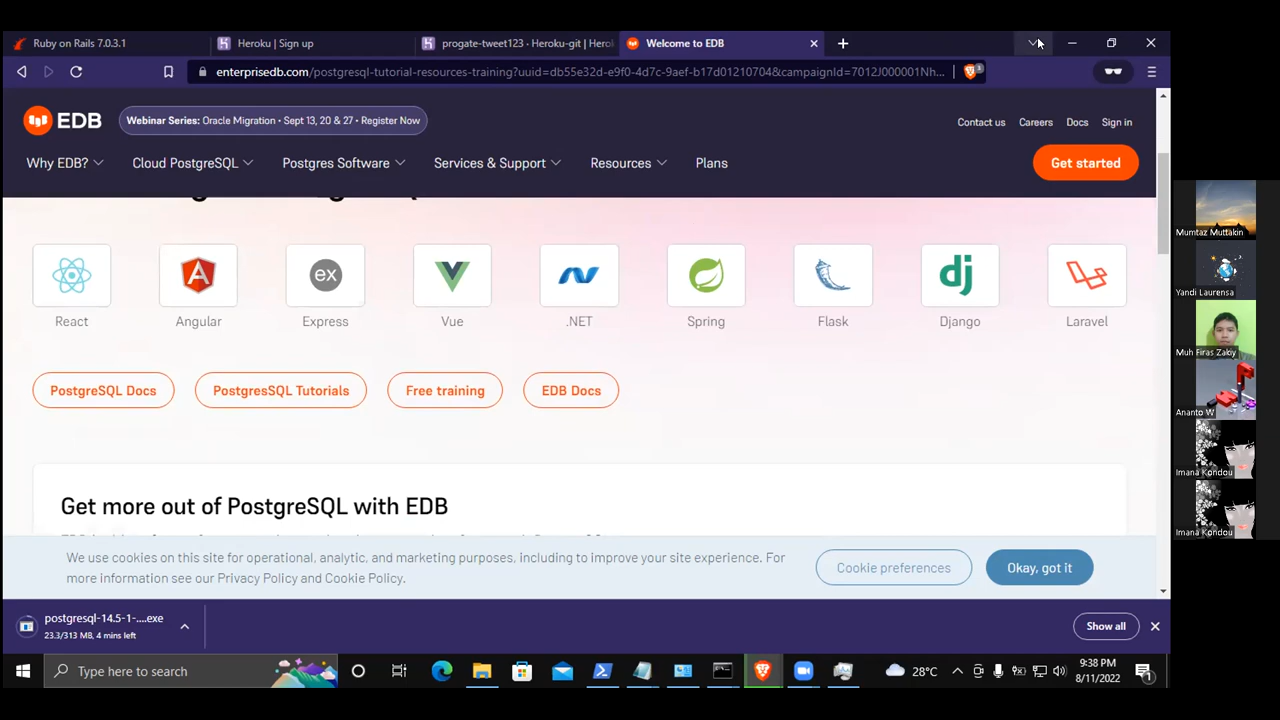 Ruby on Rails 7.0.3.1
Heroku | Sign up
progate-tweet123 · Heroku-git | Hero
Welcome to EDB
enterprisedb.com/postgresql-tutorial-resources-training?uuid=db55e32d-e9f0-4d7c-9aef-b17d01210704&campaignId=7012J000001Nh...
3
EDB
Webinar Series: Oracle Migration • Sept 13, 20 & 27 • Register Now
Contact us
Careers
Docs
Sign in
Why EDB?
Cloud PostgreSQL
Postgres Software
Services & Support
Resources
Plans
Get started
ex
dj
React
Angular
Express
Vue
.NET
Spring
Flask
Django
Laravel
PostgreSQL Docs
PostgresSQL Tutorials
Free training
EDB Docs
Get more out of PostgreSQL with EDB
We use cookies on this site for operational, analytic, and marketing purposes, including to improve your site experience. For
more information see our Privacy Policy and Cookie Policy.
Cookie preferences
Okay, got it
postgresql-14.5-1-....exe
23.3/313 MB, 4 mins left
Show all
Type here to search
28°C
9:38 PM
8/11/2022
1
Mumtaz Muttakin
Yandi Laurensa
Muh Firas Zakiy
Ananto W
Imana Kondou
Imana Kondou